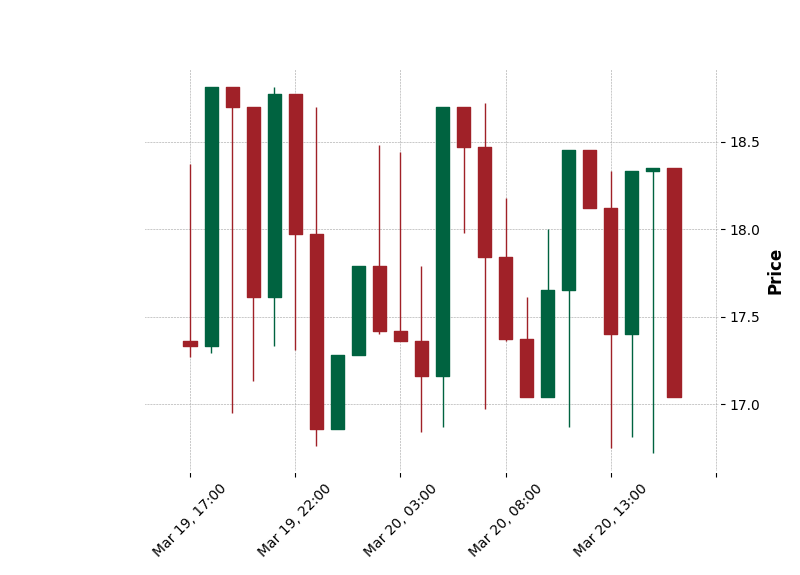 18.5
18.0
17.5
17.0
Price
Mar 19, 17:00
Mar 19, 22:00
Mar 20, 03:00
Mar 20, 08:00
Mar 20, 13:00